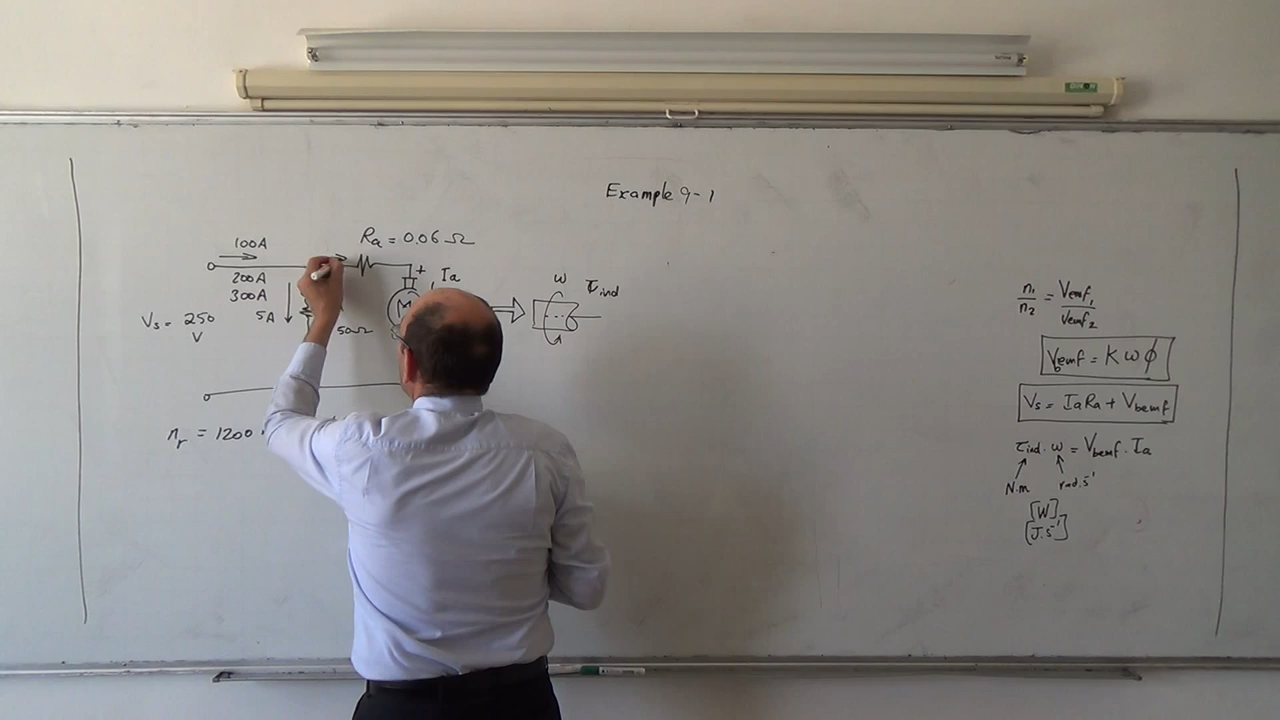 Example 9-1
100A
200A
300A
5A
Ra = 0.06 Ω
+
Ia
M
50Ω
Vs = 250
V
ω
τind
n1/n2 = Vemf1/Vemf2
Vbemf = K ω ϕ
Vs = IaRa + Vbemf
τind. ω = Vbemf. Ia
N.m rad.s⁻¹
[W]
[J.s⁻¹]
nr = 1200